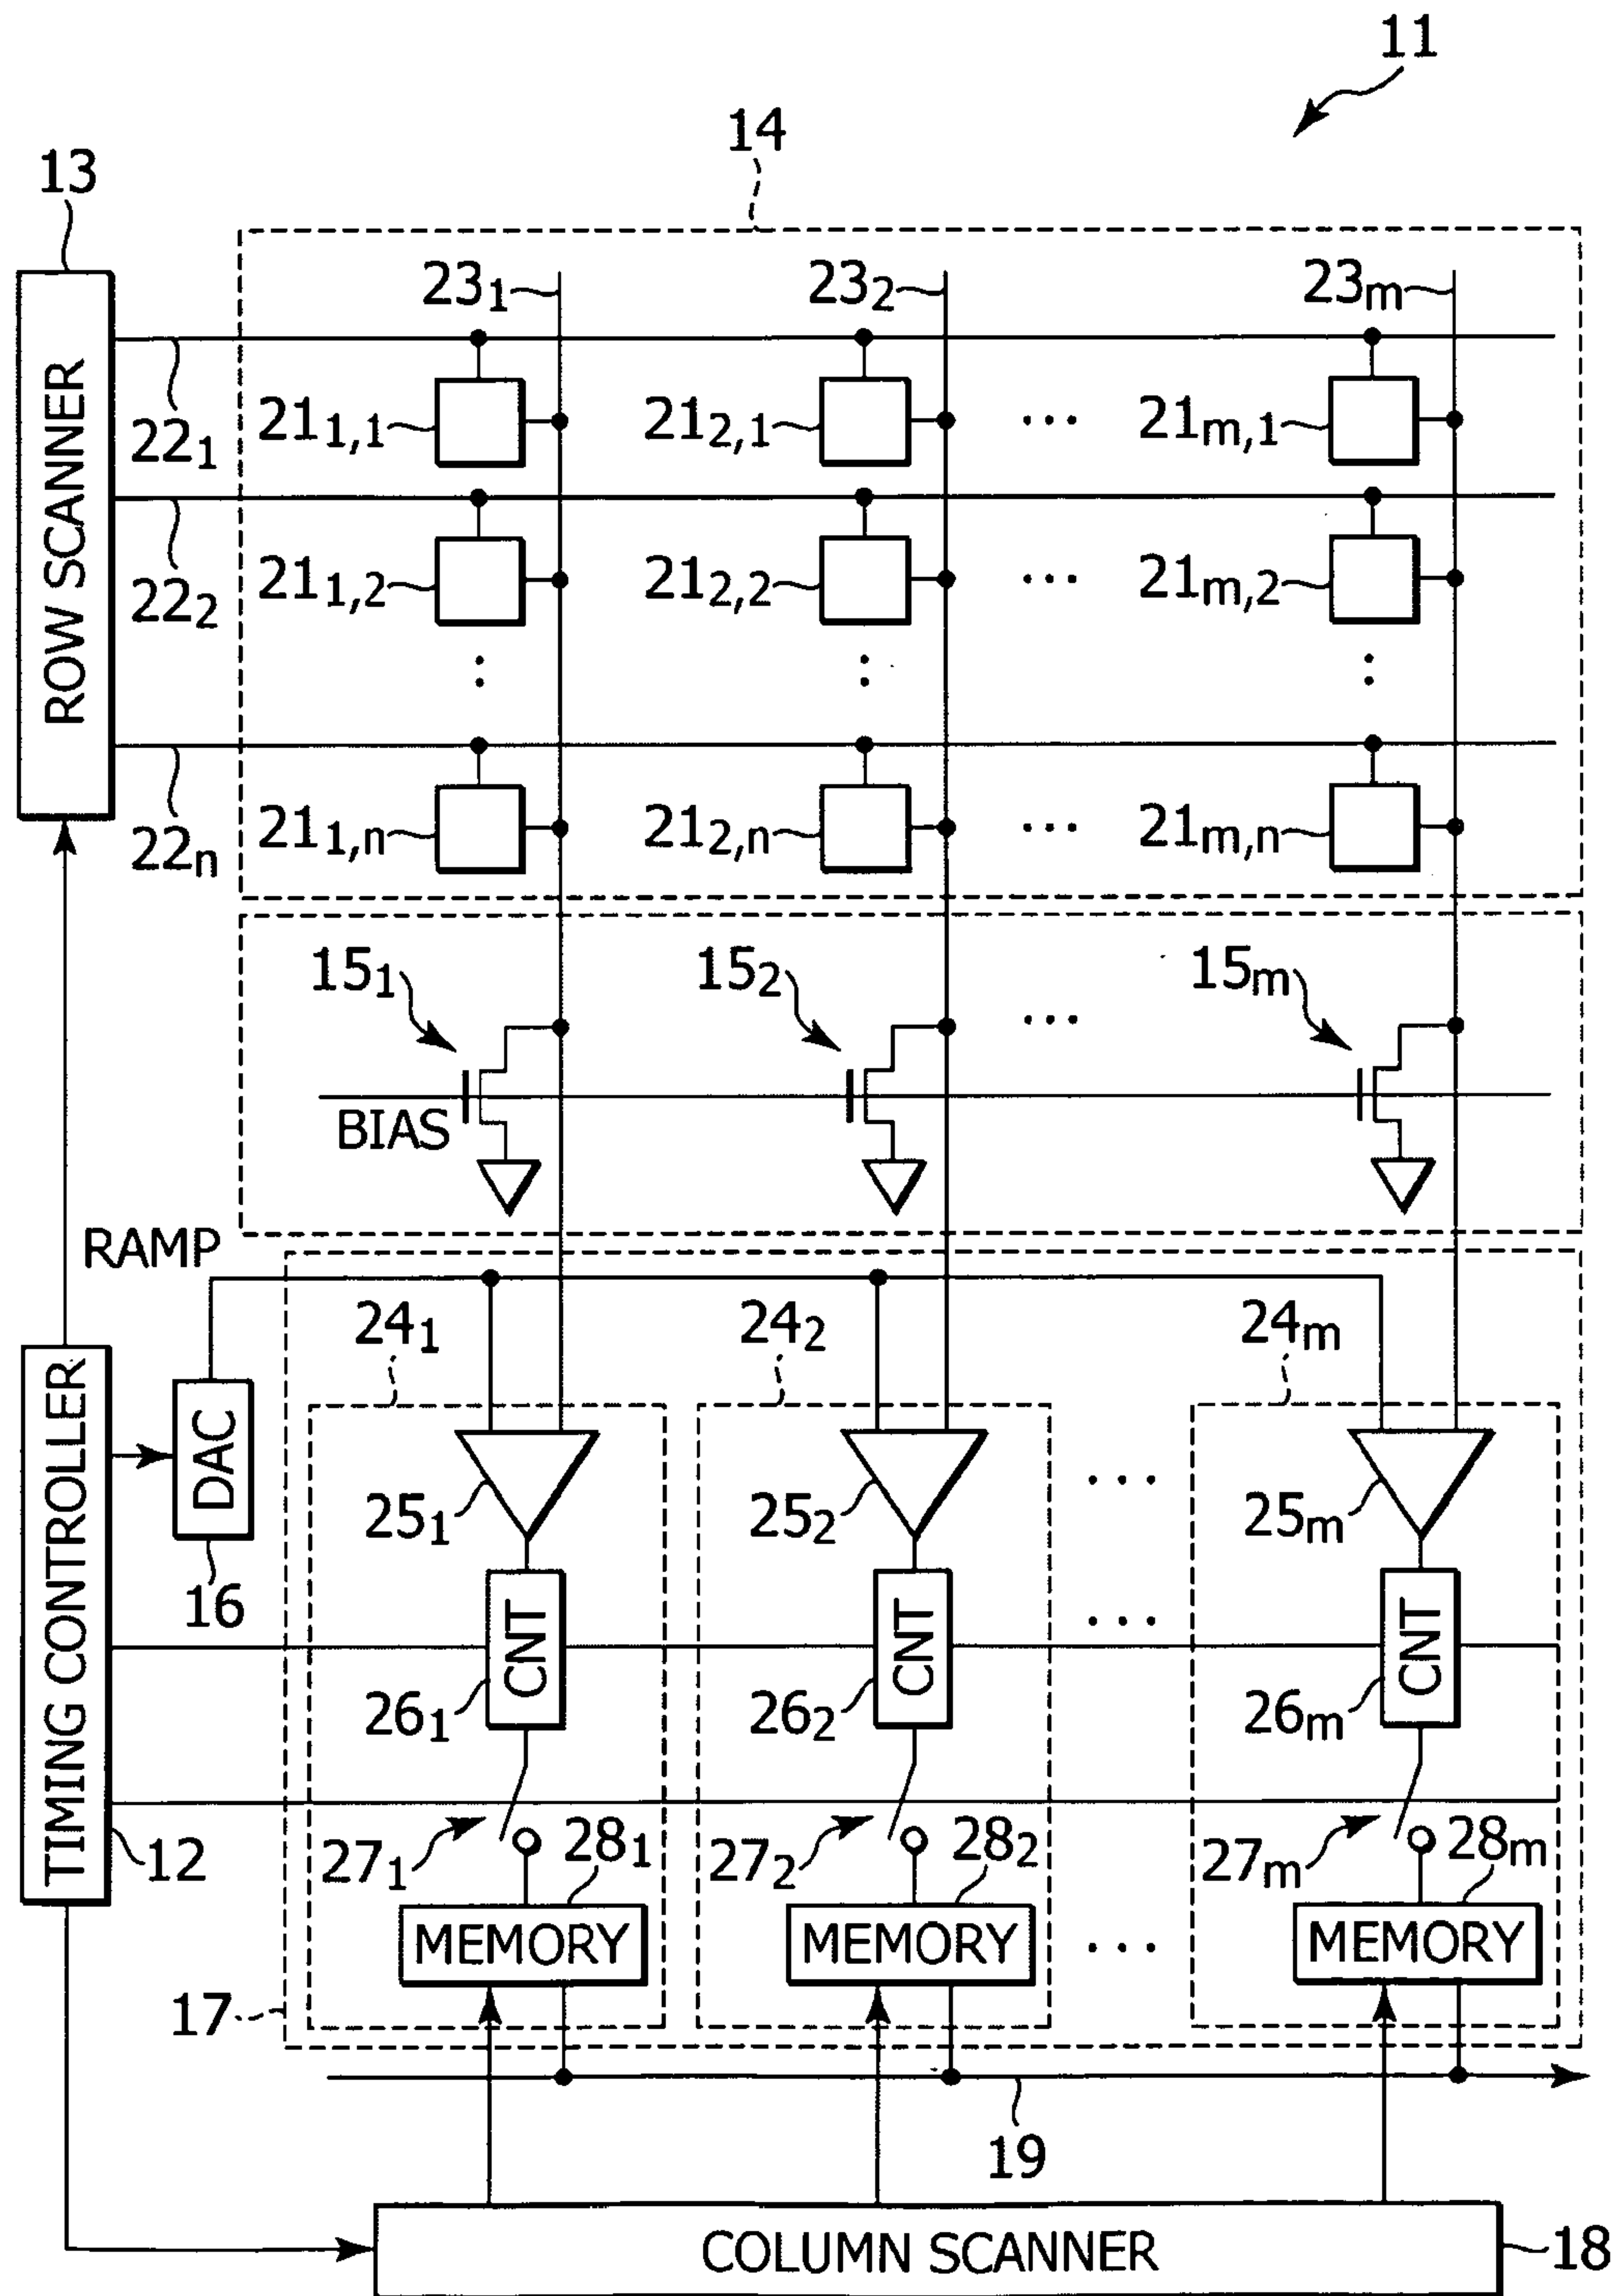 11
14
13
23₁ 23₂ 23ₘ
ROW SCANNER
22₁ 21₁,₁ 21₂,₁ ... 21ₘ,₁
22₂ 21₁,₂ 21₂,₂ ... 21ₘ,₂
22ₙ 21₁,ₙ 21₂,ₙ ... 21ₘ,ₙ
15₁ 15₂ ... 15ₘ
BIAS
RAMP
24₁ 24₂ 24ₘ
TIMING CONTROLLER
DAC
25₁ 25₂ ... 25ₘ
16
CNT CNT ... CNT
26₁ 26₂ 26ₘ
12
27₁ 28₁ 27₂ 28₂ 27ₘ 28ₘ
MEMORY MEMORY ... MEMORY
17
19
COLUMN SCANNER 18